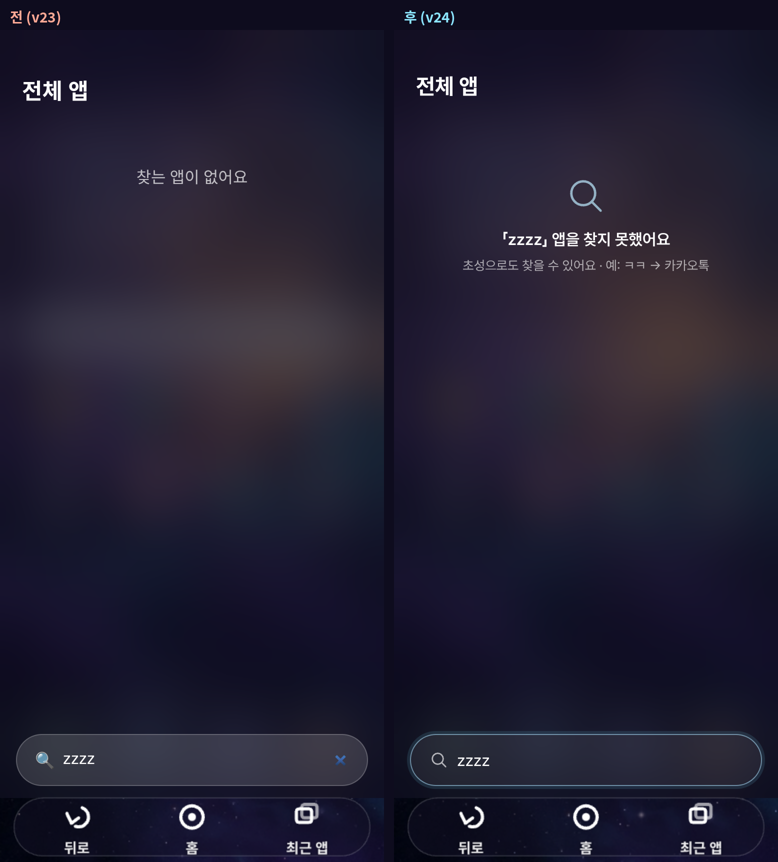 전 (v23)
전체 앱
찾는 앱이 없어요
zzzz
뒤로
홈
최근 앱
후 (v24)
전체 앱
「zzzz」 앱을 찾지 못했어요
초성으로도 찾을 수 있어요 · 예: ㅋㅋ → 카카오톡
zzzz
뒤로
홈
최근 앱